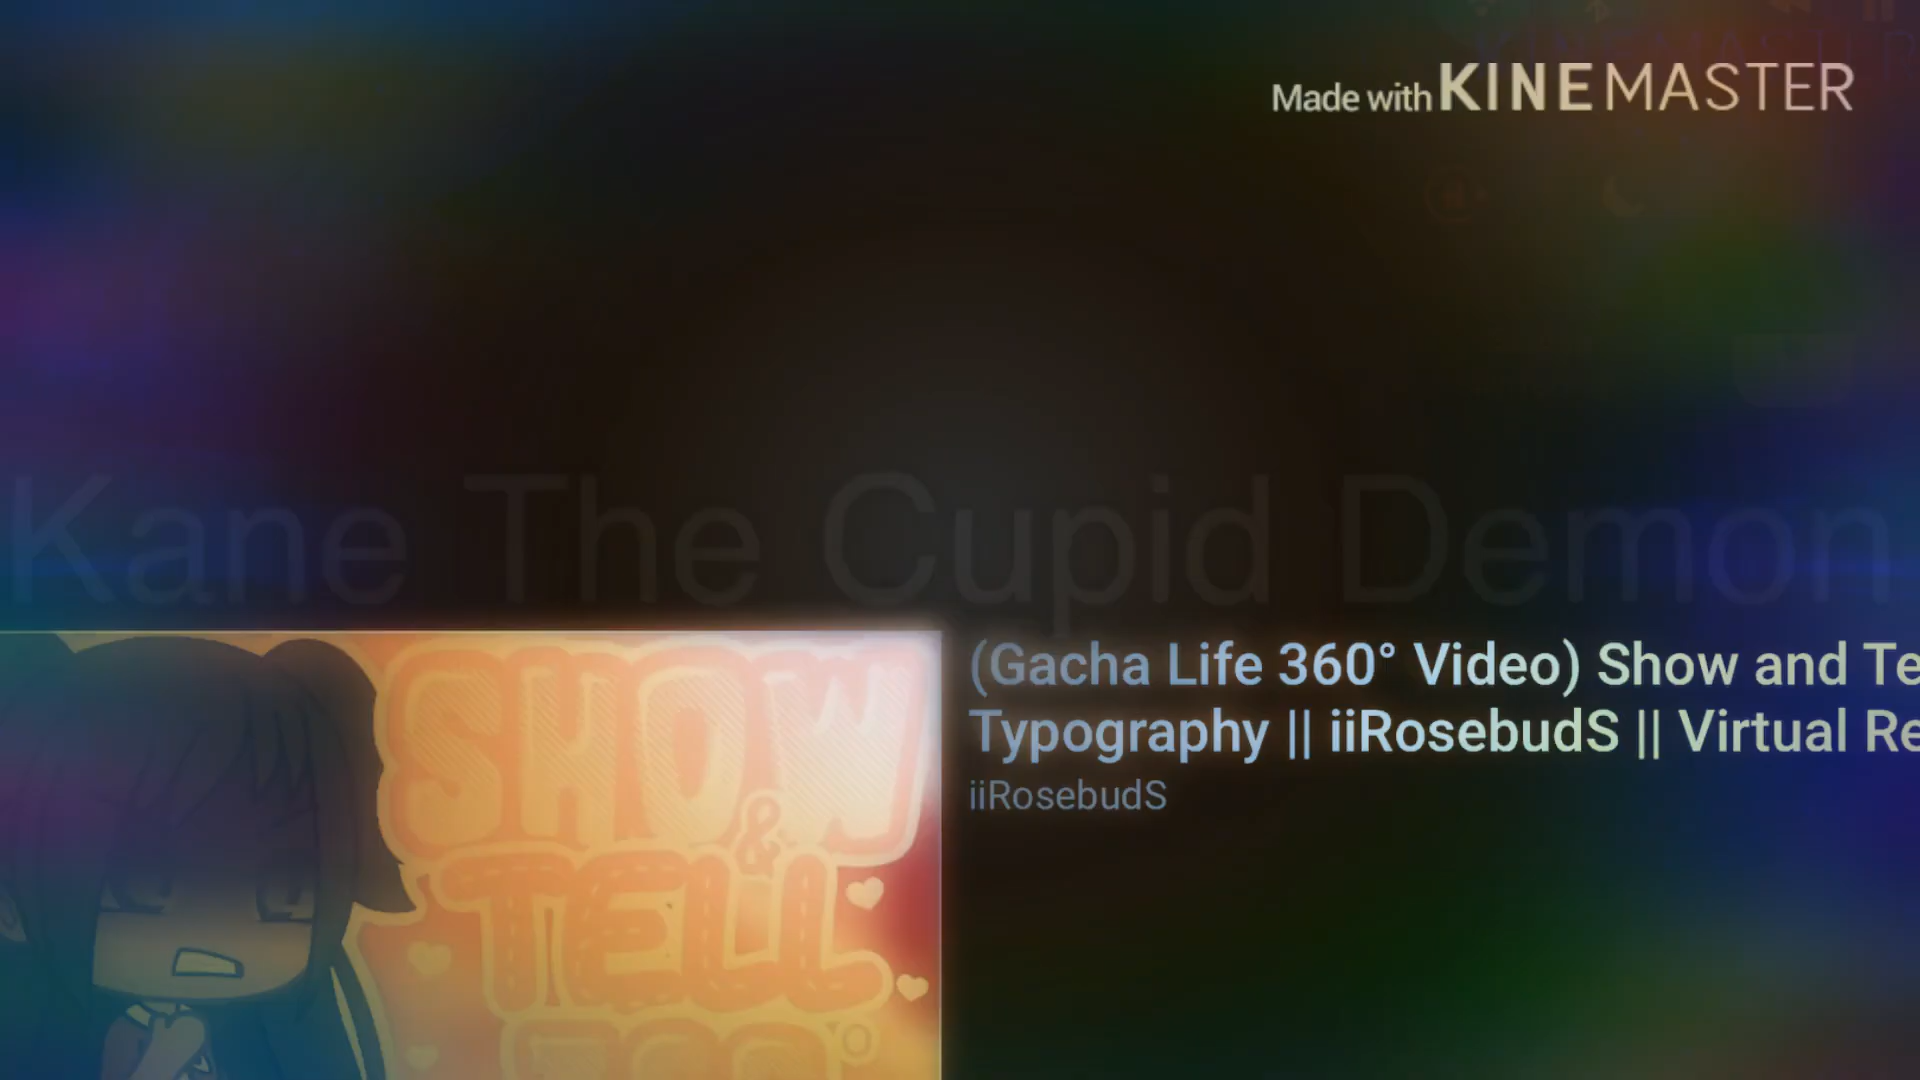 Made with KINEMASTER
Kane The Cupid Demon
SHOW
&
TELL
360°
(Gacha Life 360° Video) Show and Te
Typography || iiRosebudS || Virtual Re
iiRosebudS